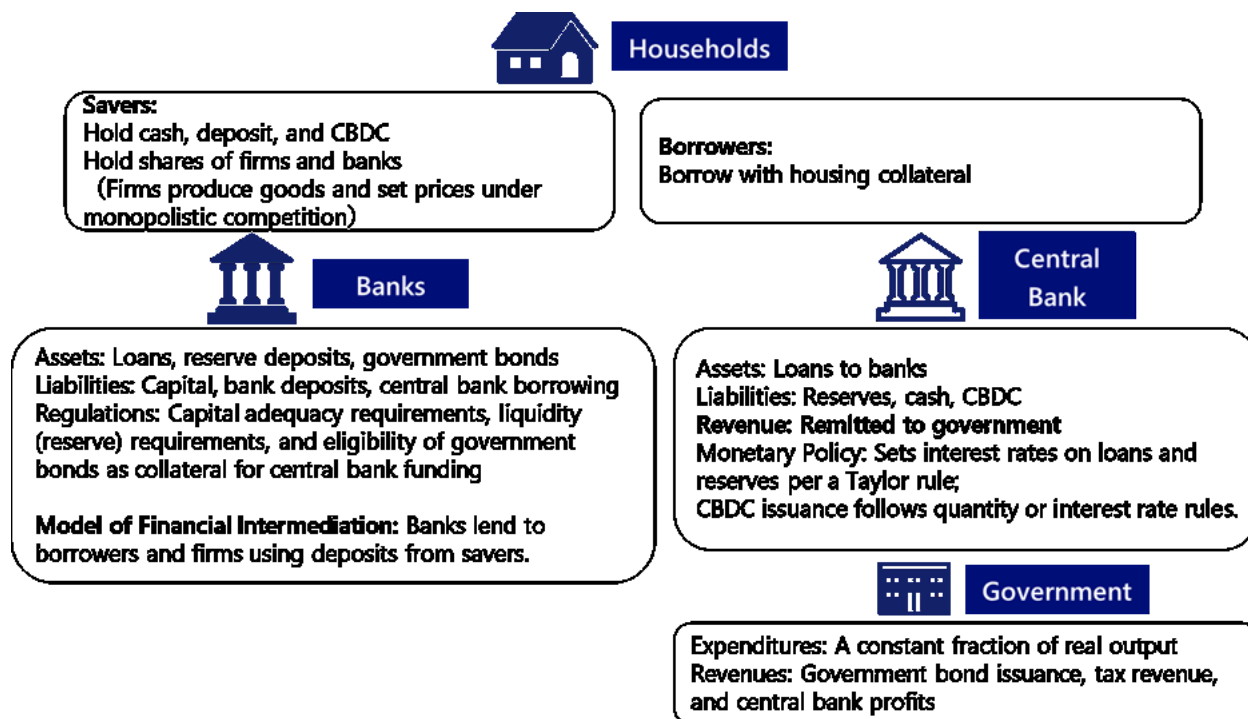 Households
Savers:
Hold cash, deposit, and CBDC
Hold shares of firms and banks
（Firms produce goods and set prices under
monopolistic competition）
Borrowers:
Borrow with housing collateral
Banks
Assets: Loans, reserve deposits, government bonds
Liabilities: Capital, bank deposits, central bank borrowing
Regulations: Capital adequacy requirements, liquidity
(reserve) requirements, and eligibility of government
bonds as collateral for central bank funding
Model of Financial Intermediation: Banks lend to
borrowers and firms using deposits from savers.
Central
Bank
Assets: Loans to banks
Liabilities: Reserves, cash, CBDC
Revenue: Remitted to government
Monetary Policy: Sets interest rates on loans and
reserves per a Taylor rule;
CBDC issuance follows quantity or interest rate rules.
Government
Expenditures: A constant fraction of real output
Revenues: Government bond issuance, tax revenue,
and central bank profits